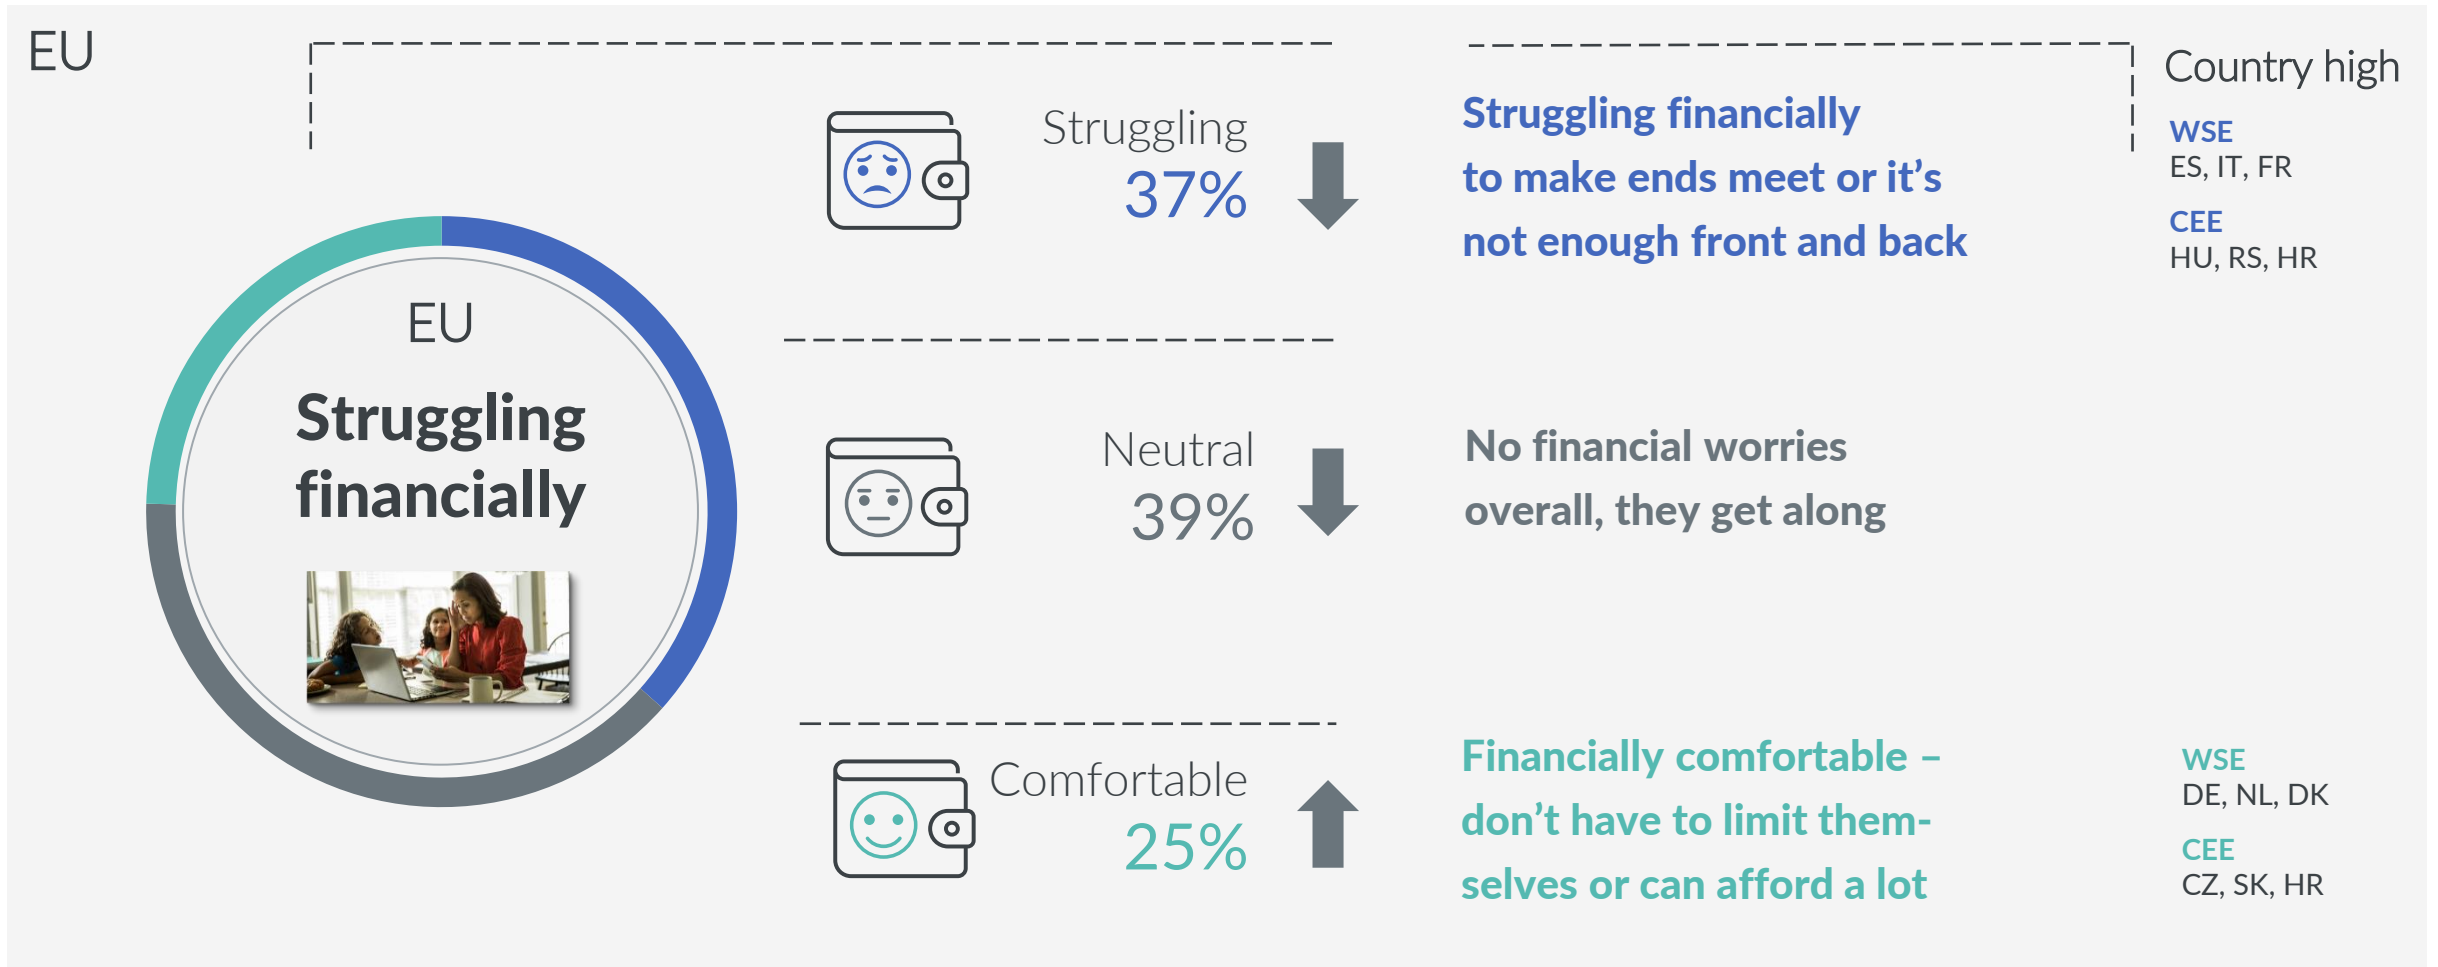 EU
Country high
EU
Struggling
financially
Struggling
37%
Struggling financially
to make ends meet or it’s
not enough front and back
WSE
ES, IT, FR
CEE
HU, RS, HR
Neutral
39%
No financial worries
overall, they get along
Comfortable
25%
Financially comfortable –
don’t have to limit them-
selves or can afford a lot
WSE
DE, NL, DK
CEE
CZ, SK, HR